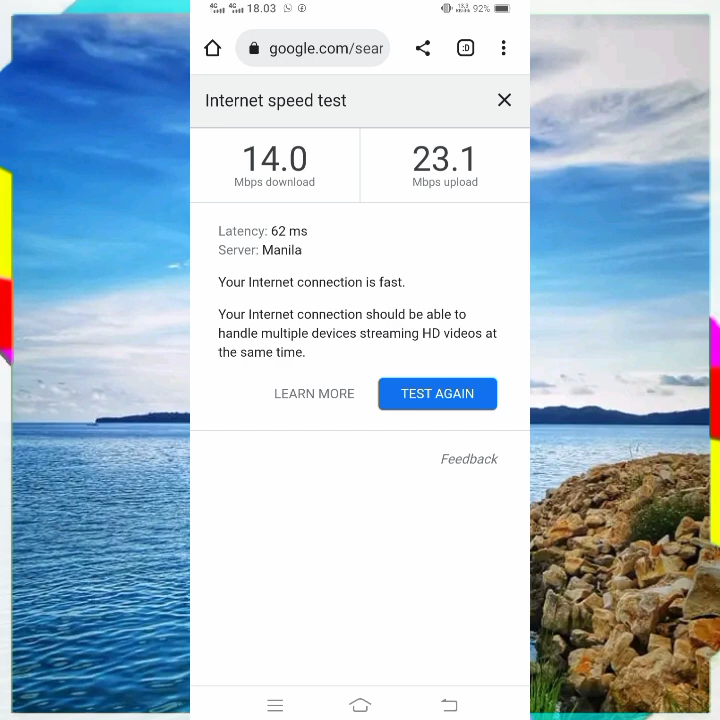 4G 4G 18.03 92%
google.com/sear :D
Internet speed test
14.0 23.1
Mbps download Mbps upload
Latency: 62 ms
Server: Manila
Your Internet connection is fast.
Your Internet connection should be able to
handle multiple devices streaming HD videos at
the same time.
LEARN MORE TEST AGAIN
Feedback